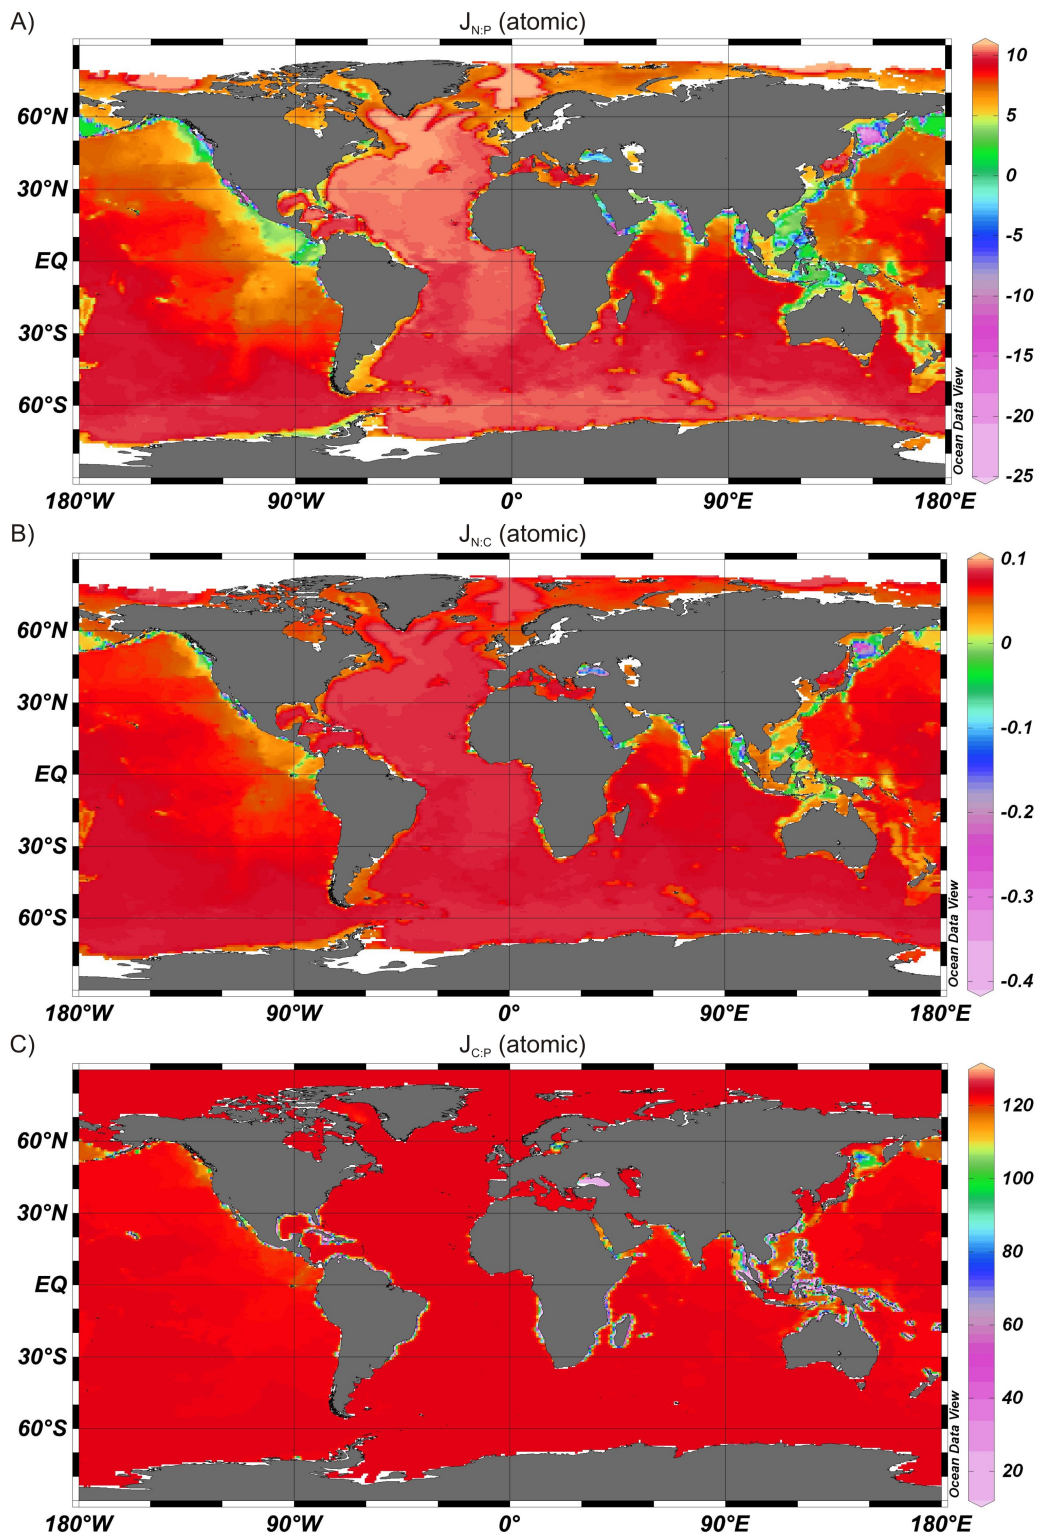 A)
J_N:P (atomic)
60°N
30°N
EQ
30°S
60°S
180°W 90°W 0° 90°E 180°E
10
5
0
-5
-10
-15
-20
-25
Ocean Data View
B)
J_N:C (atomic)
60°N
30°N
EQ
30°S
60°S
180°W 90°W 0° 90°E 180°E
0.1
0
-0.1
-0.2
-0.3
-0.4
Ocean Data View
C)
J_C:P (atomic)
60°N
30°N
EQ
30°S
60°S
180°W 90°W 0° 90°E 180°E
120
100
80
60
40
20
Ocean Data View